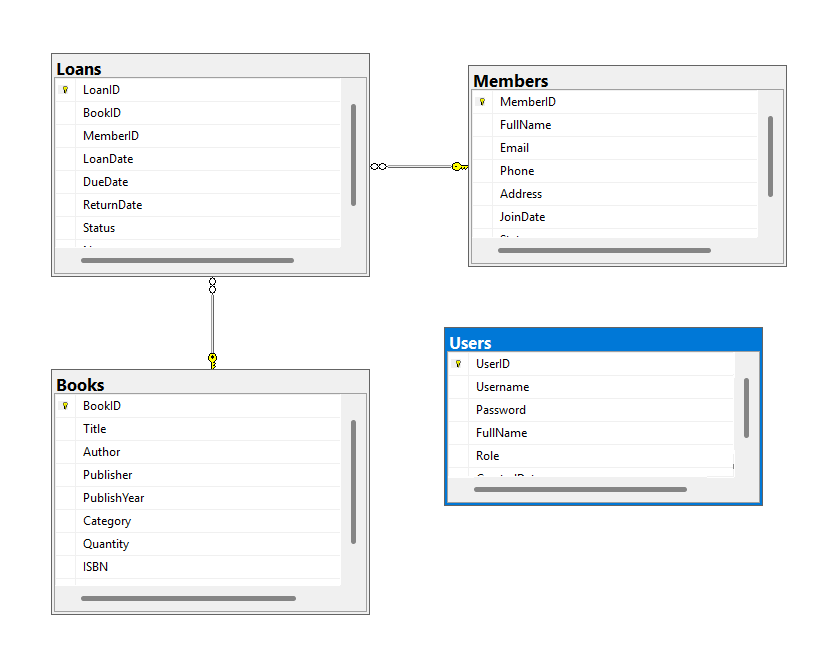 Loans
LoanID
BookID
MemberID
LoanDate
DueDate
ReturnDate
Status
Members
MemberID
FullName
Email
Phone
Address
JoinDate
Users
UserID
Username
Password
FullName
Role
Books
BookID
Title
Author
Publisher
PublishYear
Category
Quantity
ISBN